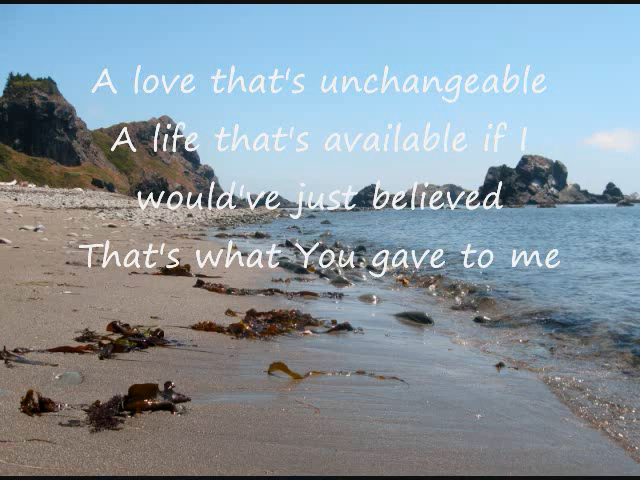 A love that's unchangeable
A life that's available if I
would've just believed
That's what You gave to me